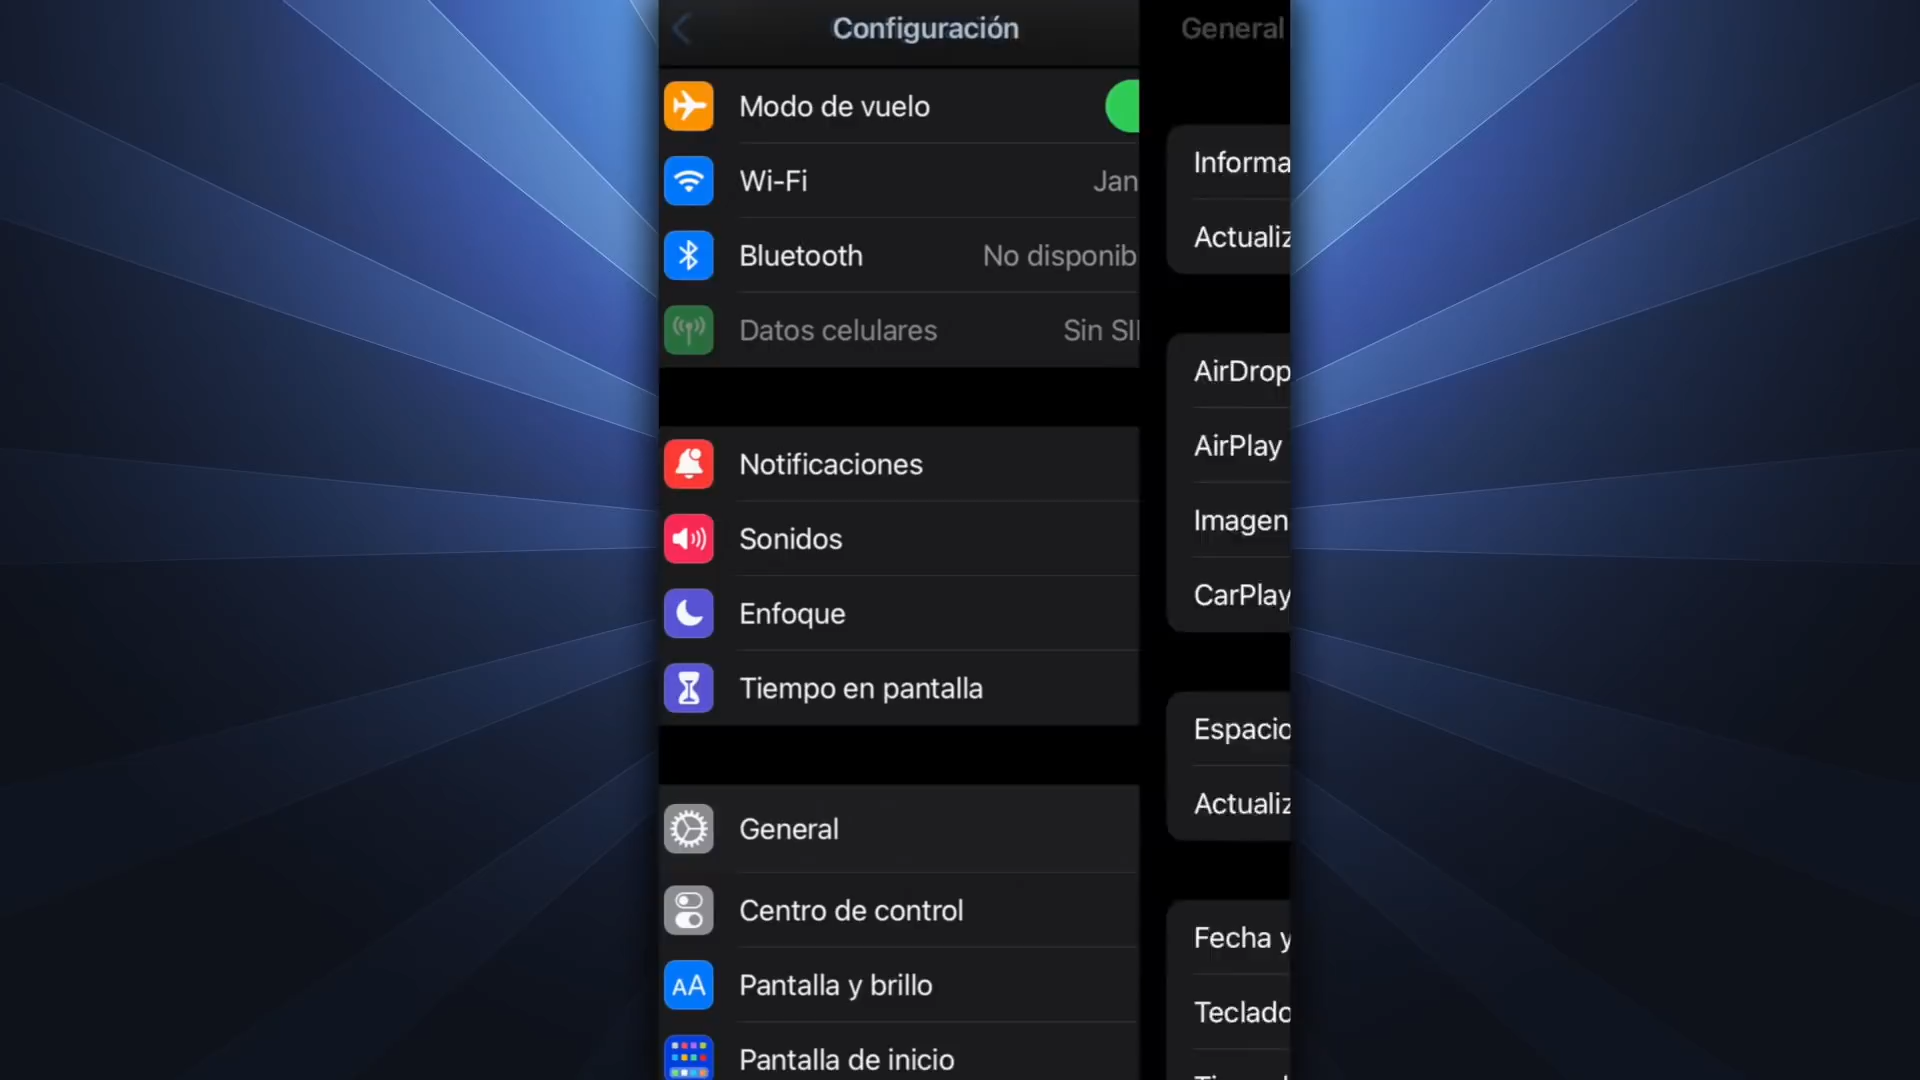 Configuración
Modo de vuelo
Wi-Fi
Jan
Bluetooth
No disponib
Datos celulares
Sin SI
Notificaciones
Sonidos
Enfoque
Tiempo en pantalla
General
Centro de control
AA
Pantalla y brillo
Pantalla de inicio
General
Informa
Actualiz
AirDrop
AirPlay
Imagen
CarPlay
Espacio
Actualiz
Fecha y
Teclado